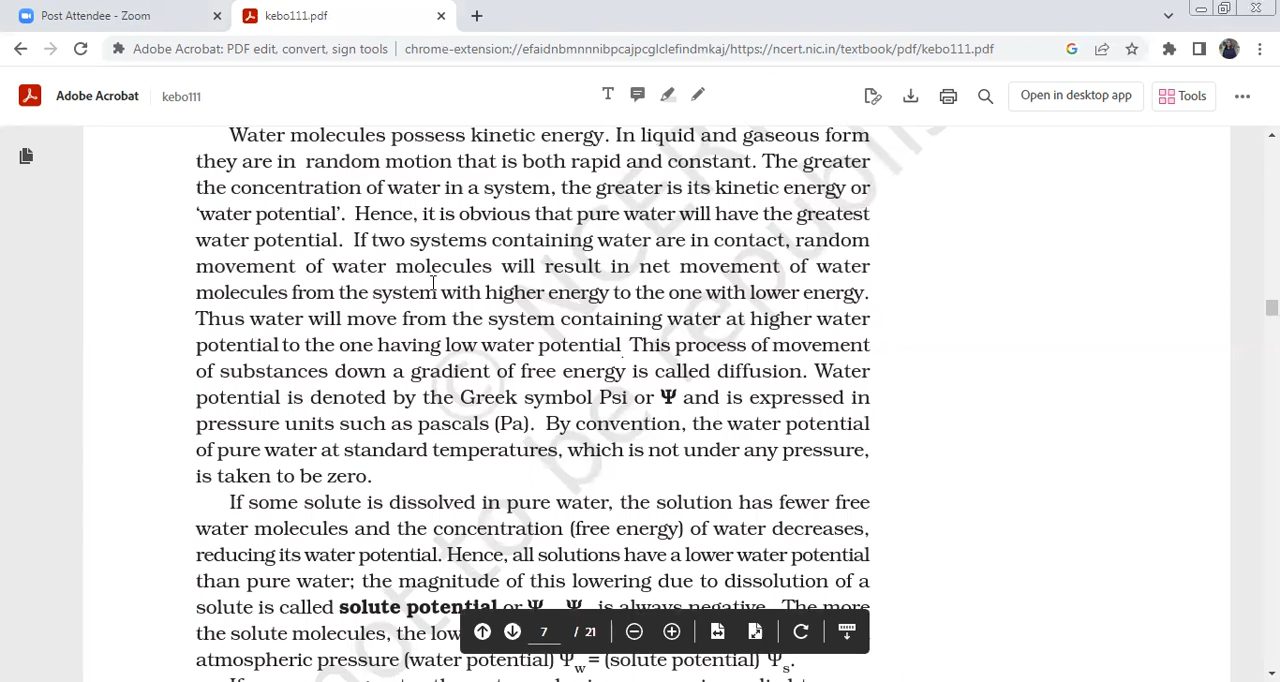 Post Attendee - Zoom
kebo111.pdf
Adobe Acrobat: PDF edit, convert, sign tools | chrome-extension://efaidnbmnnnibpcajpcglclefindmkaj/https://ncert.nic.in/textbook/pdf/kebo111.pdf
Adobe Acrobat kebo111 Open in desktop app Tools
Water molecules possess kinetic energy. In liquid and gaseous form
they are in random motion that is both rapid and constant. The greater
the concentration of water in a system, the greater is its kinetic energy or
‘water potential’. Hence, it is obvious that pure water will have the greatest
water potential. If two systems containing water are in contact, random
movement of water molecules will result in net movement of water
molecules from the system with higher energy to the one with lower energy.
Thus water will move from the system containing water at higher water
potential to the one having low water potential This process of movement
of substances down a gradient of free energy is called diffusion. Water
potential is denoted by the Greek symbol Psi or Ψ and is expressed in
pressure units such as pascals (Pa). By convention, the water potential
of pure water at standard temperatures, which is not under any pressure,
is taken to be zero.
If some solute is dissolved in pure water, the solution has fewer free
water molecules and the concentration (free energy) of water decreases,
reducing its water potential. Hence, all solutions have a lower water potential
than pure water; the magnitude of this lowering due to dissolution of a
solute is called solute potential or Ψ Ψ is always negative. The more
the solute molecules, the low
7 / 21
atmospheric pressure (water potential) Ψw = (solute potential) Ψs.
© NCERT
not to be republis